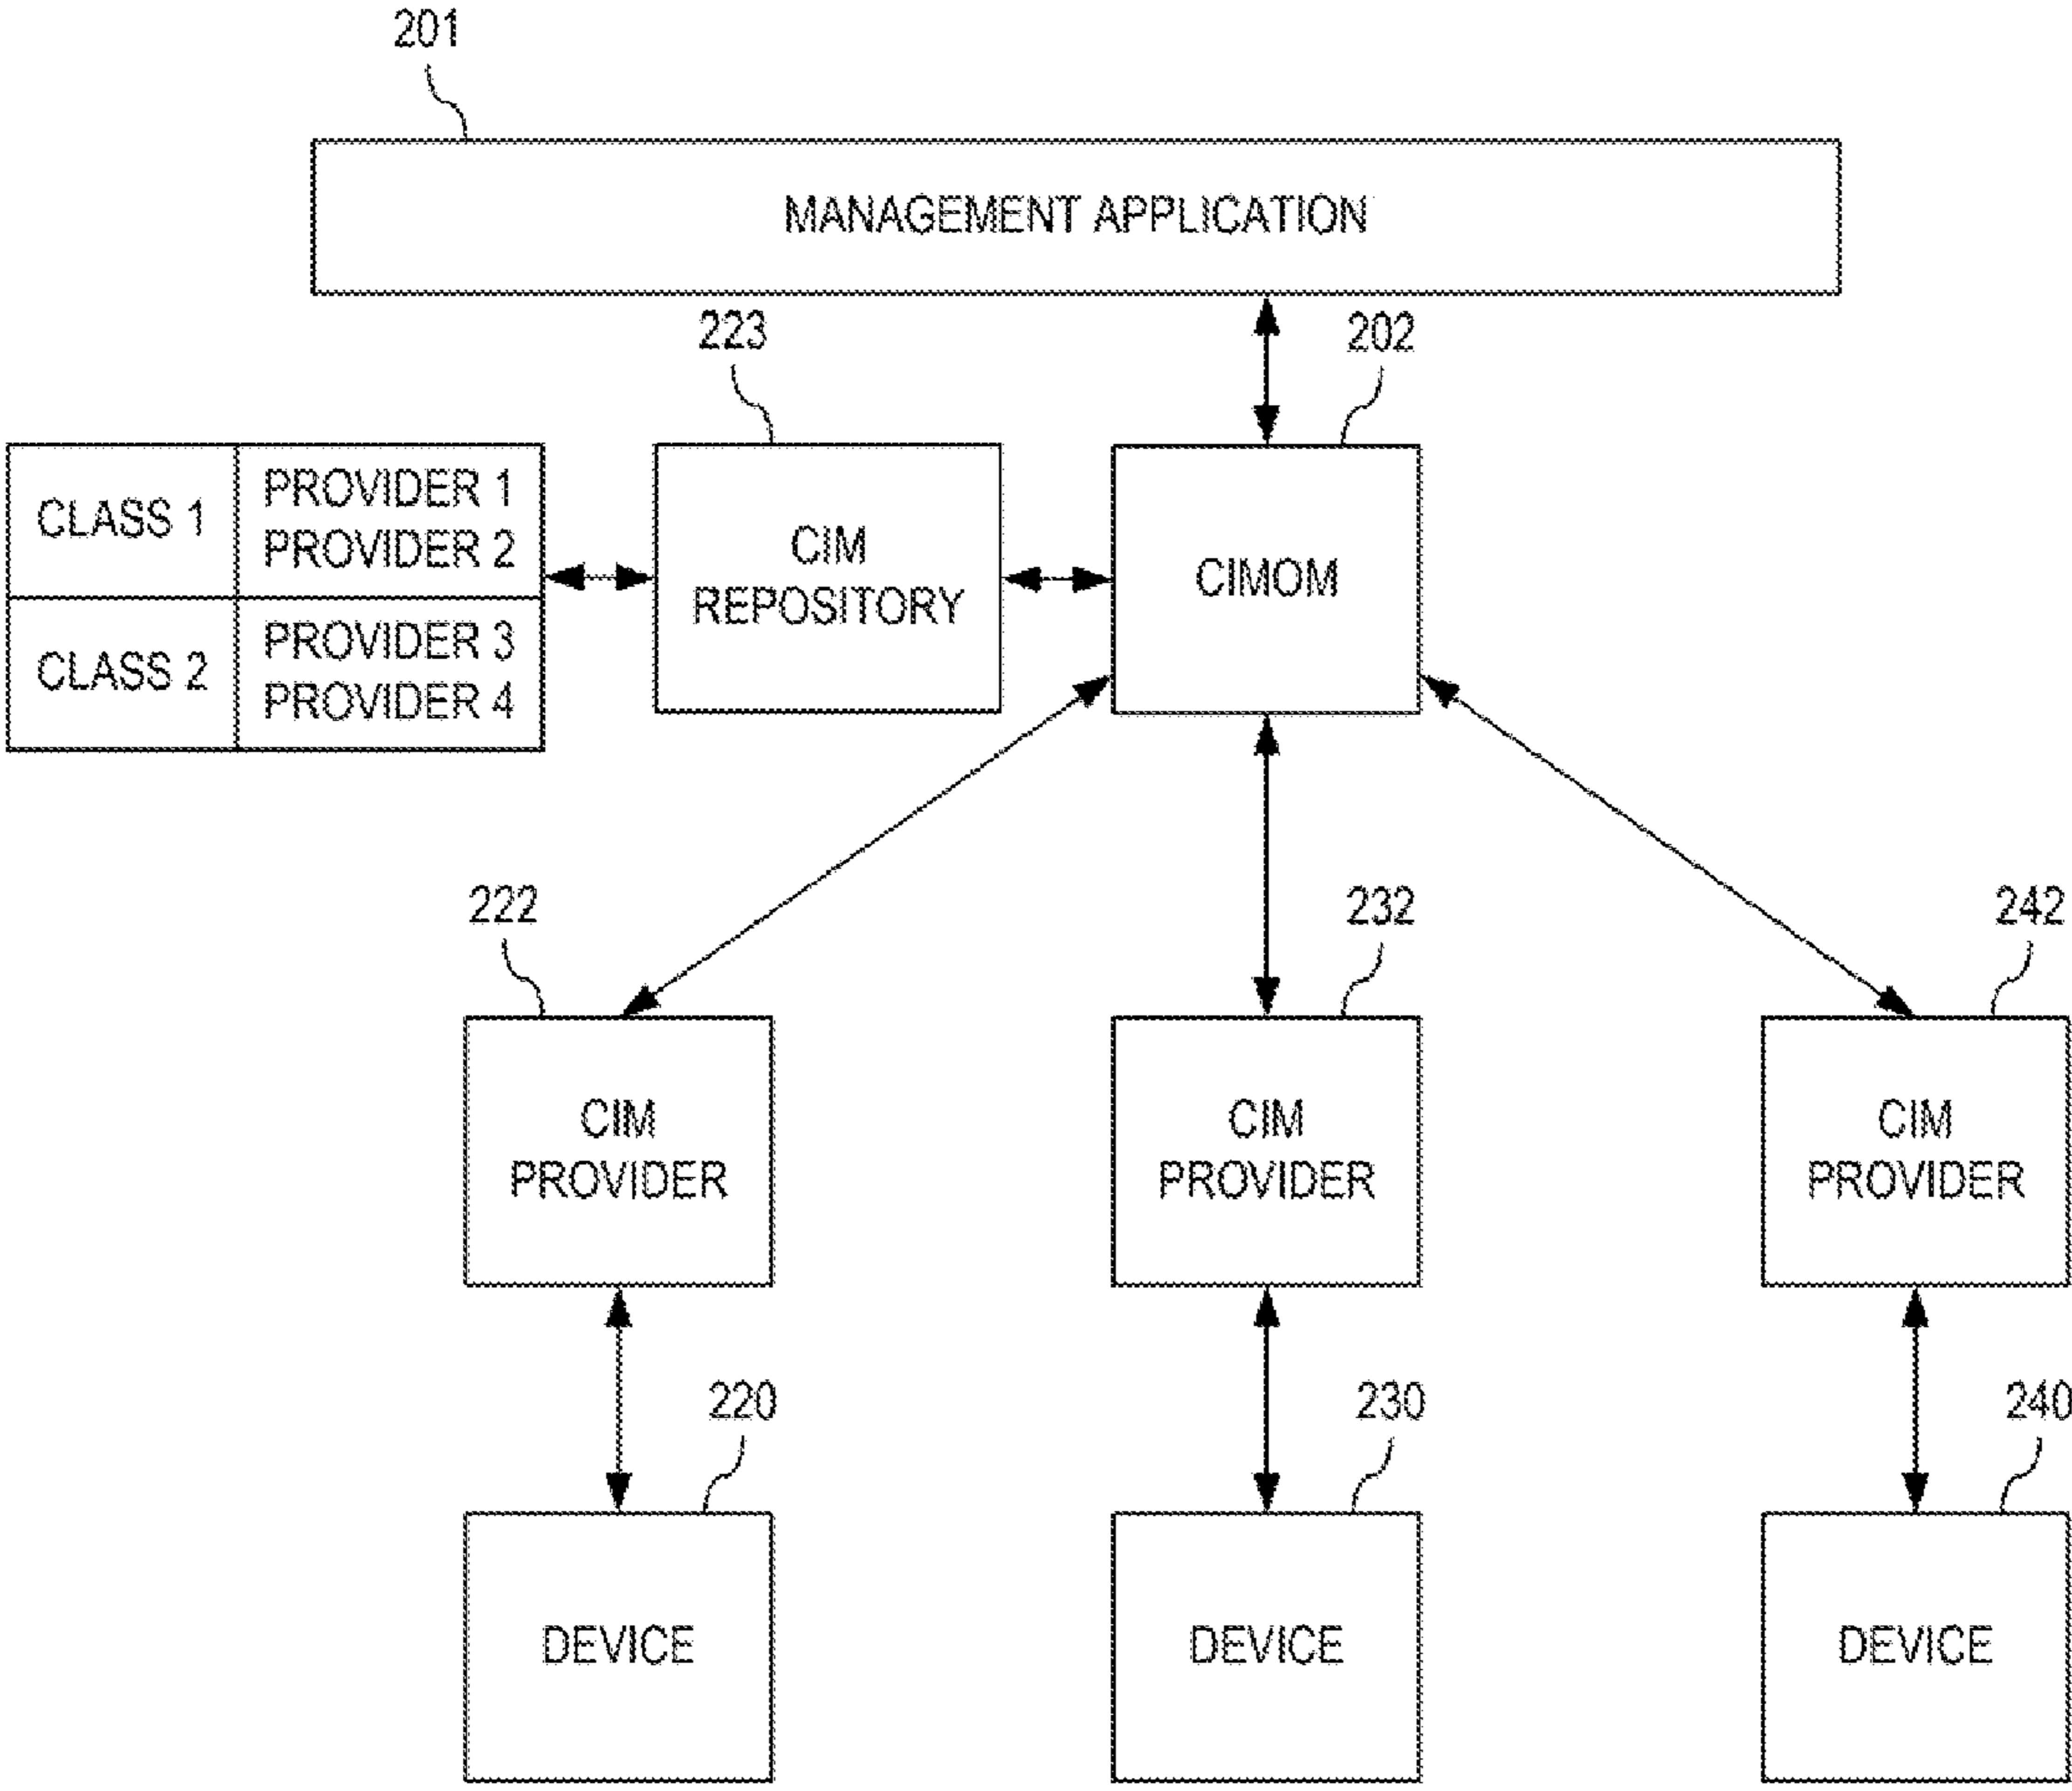 201
MANAGEMENT APPLICATION
223
202
CLASS 1
PROVIDER 1
PROVIDER 2
CLASS 2
PROVIDER 3
PROVIDER 4
CIM
REPOSITORY
CIMOM
222
232
242
CIM
PROVIDER
CIM
PROVIDER
CIM
PROVIDER
220
230
240
DEVICE
DEVICE
DEVICE